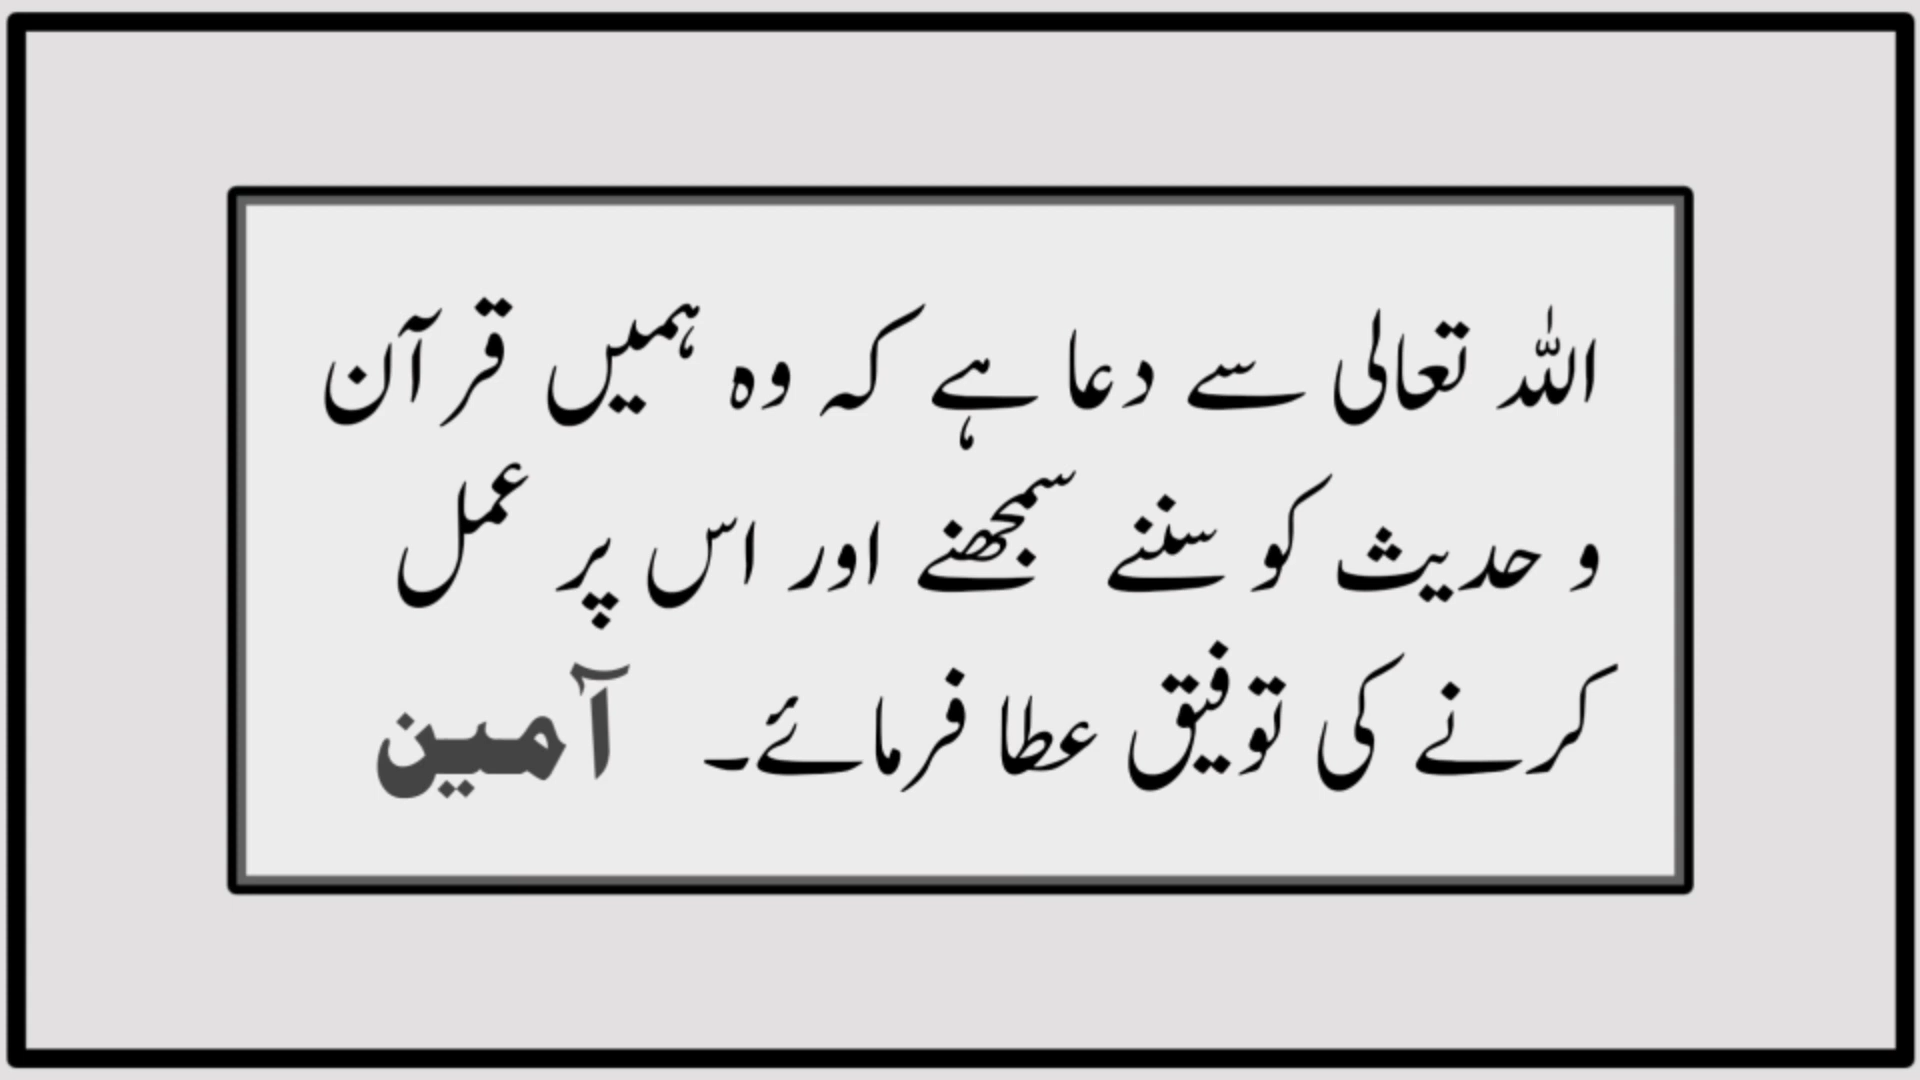 اللہ تعالی سے دعا ہے کہ وہ ہمیں قرآن
و حدیث کو سننے سمجھنے اور اس پر عمل
کرنے کی توفیق عطا فرمائے۔ آمین